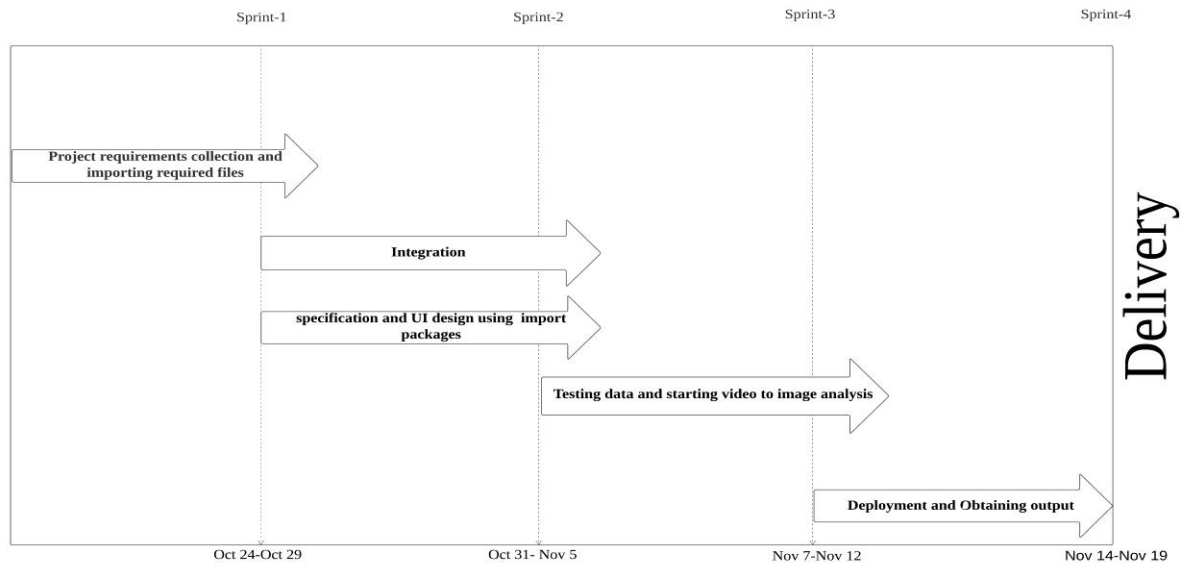 Sprint-1
Sprint-2
Sprint-3
Sprint-4
Project requirements collection and
importing required files
Integration
specification and UI design using import
packages
Testing data and starting video to image analysis
Deployment and Obtaining output
Delivery
Oct 24-Oct 29
Oct 31- Nov 5
Nov 7-Nov 12
Nov 14-Nov 19